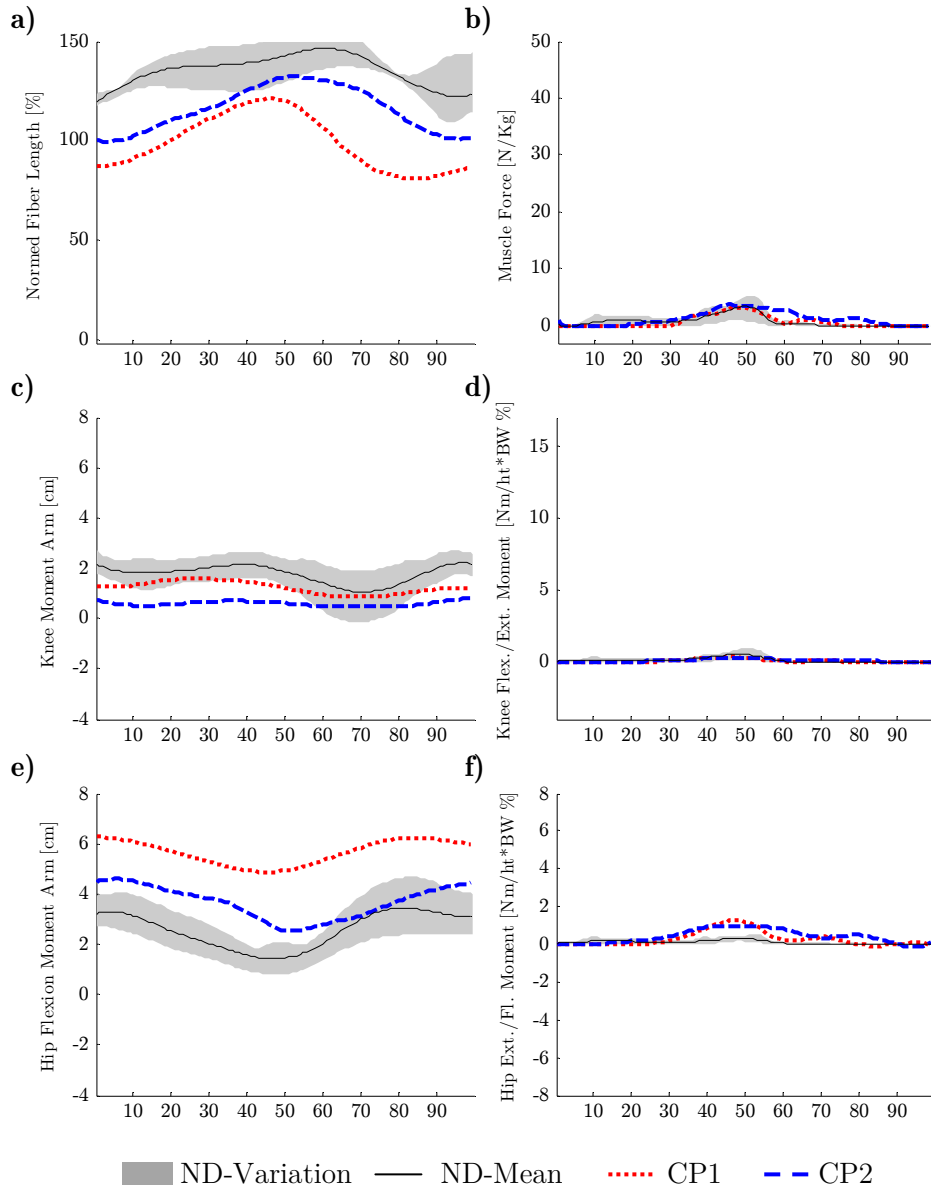 a)
Normed Fiber Length [%]
150
100
50
0
10 20 30 40 50 60 70 80 90
b)
Muscle Force [N/Kg]
50
40
30
20
10
0
10 20 30 40 50 60 70 80 90
c)
Knee Moment Arm [cm]
8
6
4
2
0
-2
-4
10 20 30 40 50 60 70 80 90
d)
Knee Flex./Ext. Moment [Nm/ht*BW %]
15
10
5
0
10 20 30 40 50 60 70 80 90
e)
Hip Flexion Moment Arm [cm]
8
6
4
2
0
-2
-4
10 20 30 40 50 60 70 80 90
f)
Hip Ext./Fl. Moment [Nm/ht*BW %]
8
6
4
2
0
-2
-4
-6
-8
10 20 30 40 50 60 70 80 90
ND-Variation ND-Mean CP1 CP2